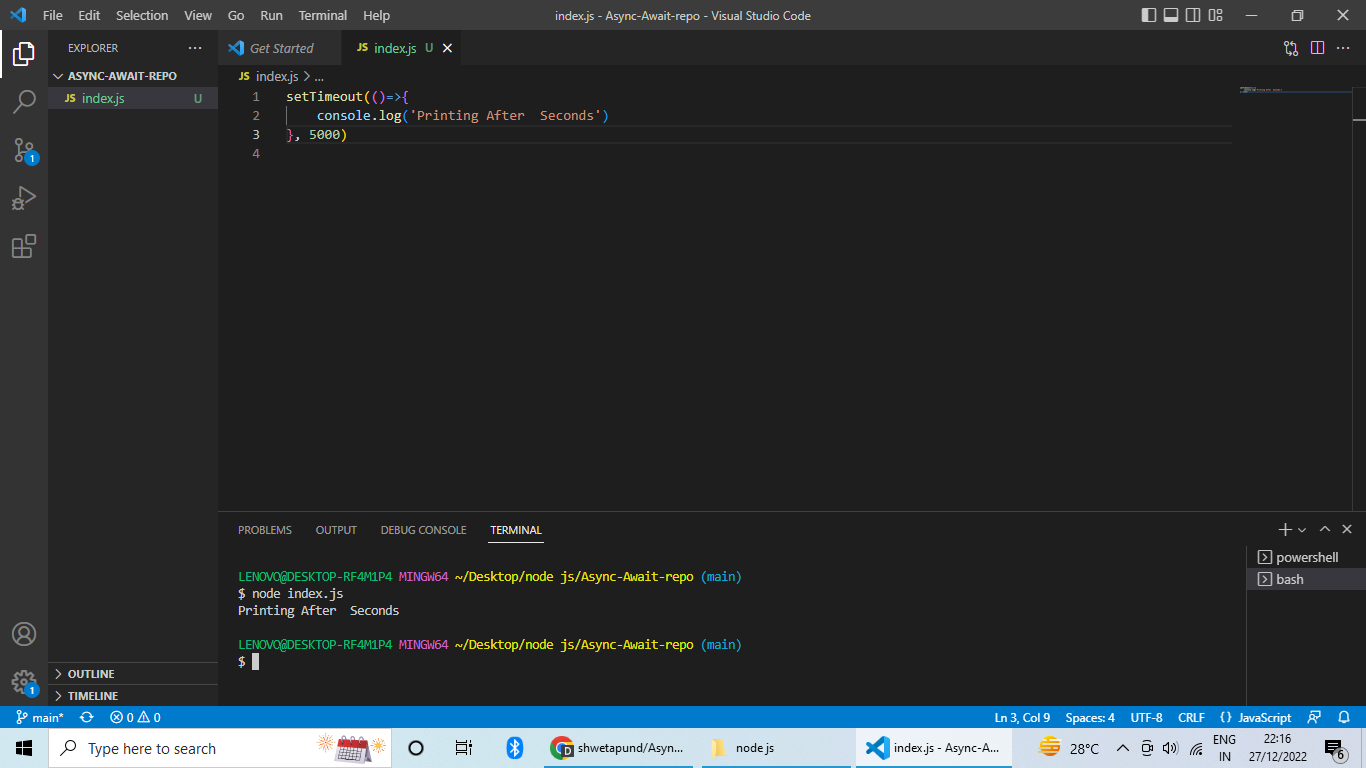 File Edit Selection View Go Run Terminal Help
index.js - Async-Await-repo - Visual Studio Code
EXPLORER
Get Started
JS index.js U
ASYNC-AWAIT-REPO
JS index.js U
JS index.js > ...
1 setTimeout(()=>{
2 console.log('Printing After  Seconds')
3 }, 5000)
4
1
PROBLEMS OUTPUT DEBUG CONSOLE TERMINAL
powershell
bash
LENOVO@DESKTOP-RF4M1P4 MINGW64 ~/Desktop/node js/Async-Await-repo (main)
$ node index.js
Printing After  Seconds
LENOVO@DESKTOP-RF4M1P4 MINGW64 ~/Desktop/node js/Async-Await-repo (main)
$
OUTLINE
1
TIMELINE
main* 0 0 Ln 3, Col 9 Spaces: 4 UTF-8 CRLF {} JavaScript
Type here to search
shwetapund/Asyn...
D
node js
index.js - Async-A...
28°C
ENG
IN
22:16
27/12/2022
6